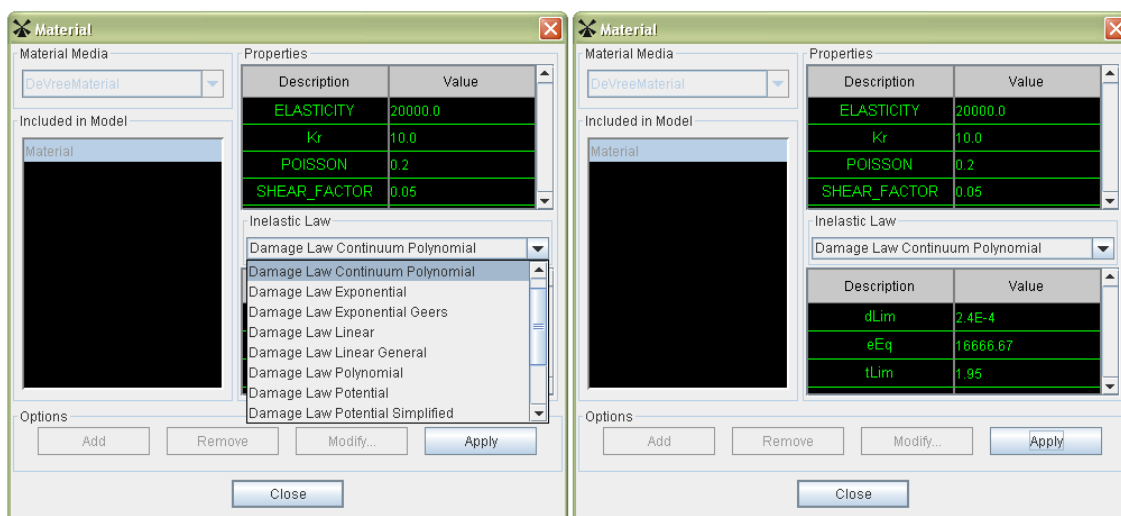 Material
Material Media
DeVreeMaterial
Included in Model
Material
Properties
Description Value
ELASTICITY 20000.0
Kr 10.0
POISSON 0.2
SHEAR_FACTOR 0.05
Inelastic Law
Damage Law Continuum Polynomial
Damage Law Continuum Polynomial
Damage Law Exponential
Damage Law Exponential Geers
Damage Law Linear
Damage Law Linear General
Damage Law Polynomial
Damage Law Potential
Damage Law Potential Simplified
Options
Add Remove Modify... Apply
Close
Material
Material Media
DeVreeMaterial
Included in Model
Material
Properties
Description Value
ELASTICITY 20000.0
Kr 10.0
POISSON 0.2
SHEAR_FACTOR 0.05
Inelastic Law
Damage Law Continuum Polynomial
Description Value
dLim 2.4E-4
eEq 16666.67
tLim 1.95
Options
Add Remove Modify... Apply
Close